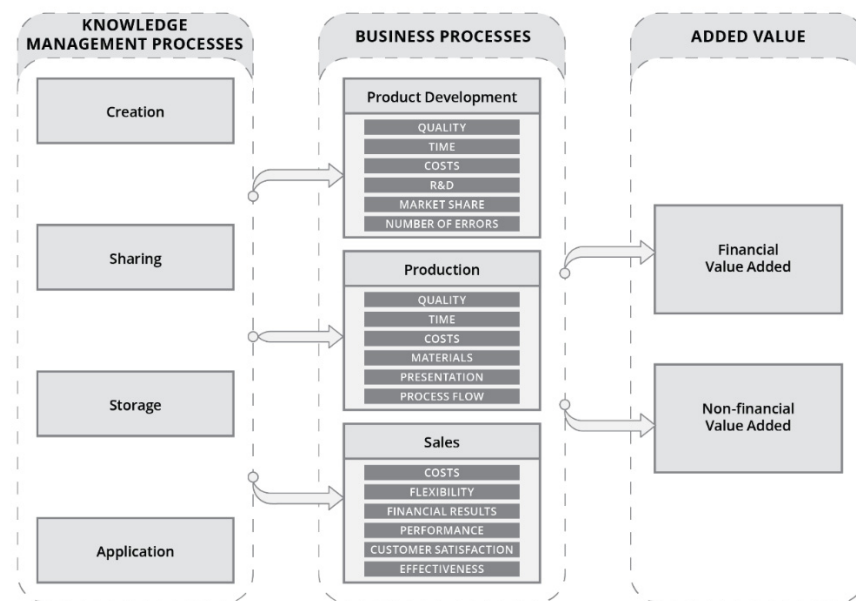 KNOWLEDGE
MANAGEMENT PROCESSES
Creation
Sharing
Storage
Application
BUSINESS PROCESSES
Product Development
QUALITY
TIME
COSTS
R&D
MARKET SHARE
NUMBER OF ERRORS
Production
QUALITY
TIME
COSTS
MATERIALS
PRESENTATION
PROCESS FLOW
Sales
COSTS
FLEXIBILITY
FINANCIAL RESULTS
PERFORMANCE
CUSTOMER SATISFACTION
EFFECTIVENESS
ADDED VALUE
Financial
Value Added
Non-financial
Value Added